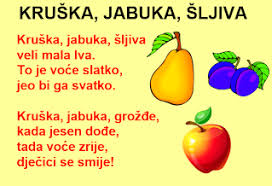 KRUŠKA, JABUKA, ŠLJIVA
Kruška, jabuka, šljiva
veli mala Iva.
To je voće slatko,
jeo bi ga svatko.
Kruška, jabuka, grožđe,
kada jesen dođe,
tada voće zrije,
dječici se smije!